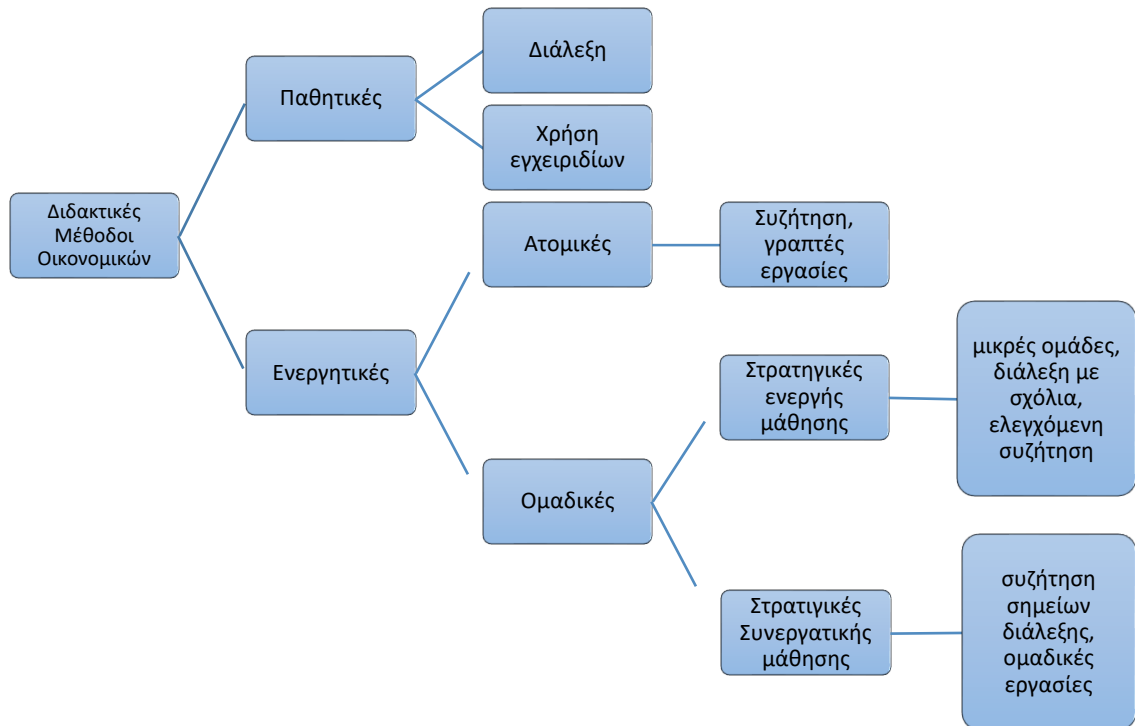 Διδακτικές
Μέθοδοι
Οικονομικών
Παθητικές
Διάλεξη
Χρήση
εγχειριδίων
Ενεργητικές
Ατομικές
Συζήτηση,
γραπτές
εργασίες
Ομαδικές
Στρατηγικές
ενεργής
μάθησης
μικρές ομάδες,
διάλεξη με
σχόλια,
ελεγχόμενη
συζήτηση
Στρατιγικές
Συνεργατικής
μάθησης
συζήτηση
σημείων
διάλεξης,
ομαδικές
εργασίες